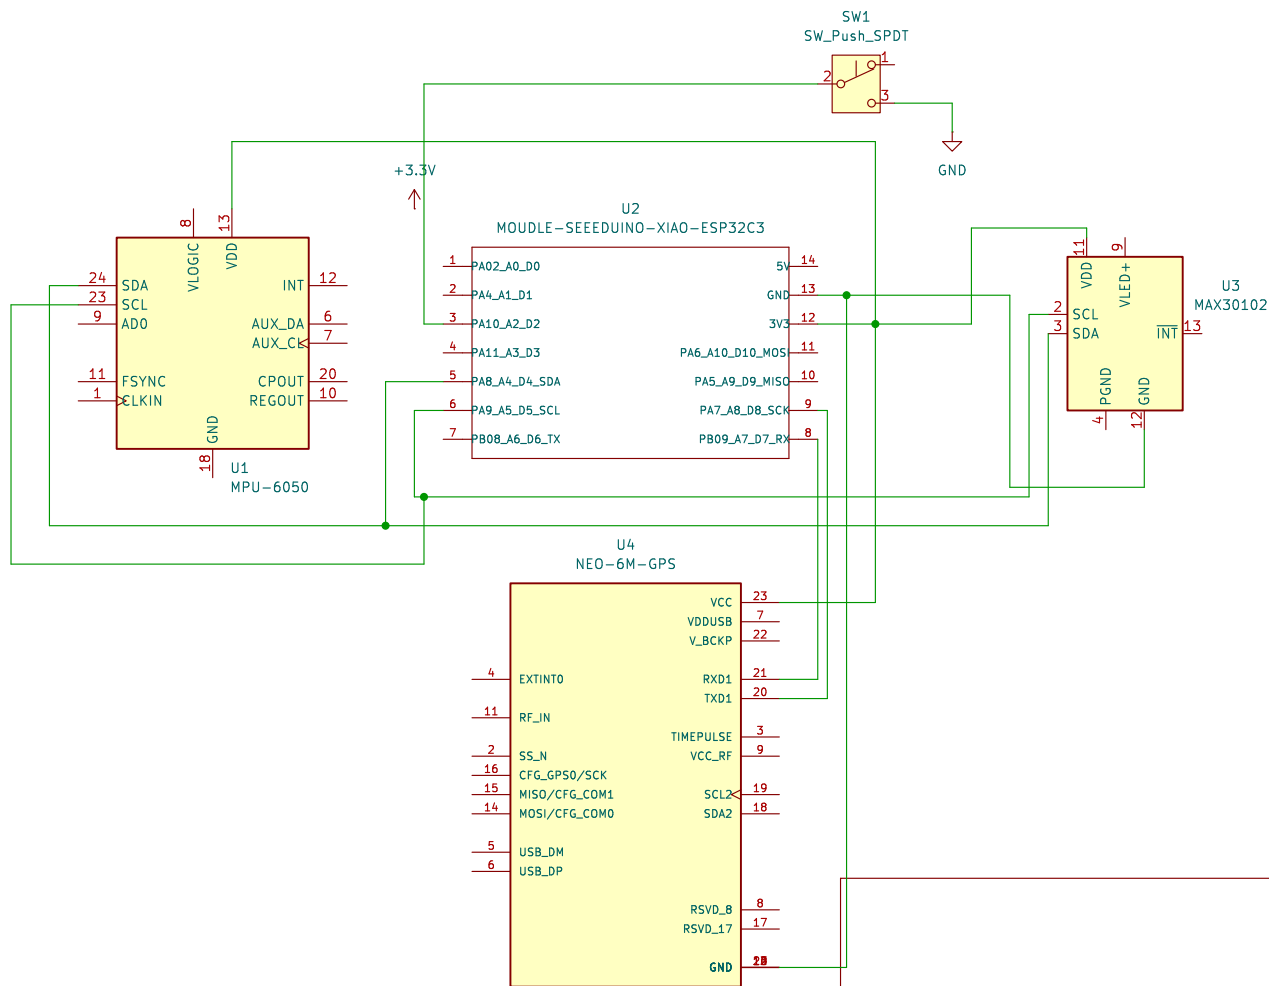 SW1
SW_Push_SPDT
1
2
3
GND
+3.3V
U2
MOUDLE-SEEEDUINO-XIAO-ESP32C3
1 PA02_A0_D0
2 PA4_A1_D1
3 PA10_A2_D2
4 PA11_A3_D3
5 PA8_A4_D4_SDA
6 PA9_A5_D5_SCL
7 PB08_A6_D6_TX
5V 14
GND 13
3V3 12
PA6_A10_D10_MOSI 11
PA5_A9_D9_MISO 10
PA7_A8_D8_SCK 9
PB09_A7_D7_RX 8
8 VLOGIC
13 VDD
24 SDA
23 SCL
9 AD0
11 FSYNC
1 CLKIN
INT 12
AUX_DA 6
AUX_CL 7
CPOUT 20
REGOUT 10
GND 18
U1
MPU-6050
11 VDD
9 VLED+
2 SCL
3 SDA
INT 13
PGND 4
GND 12
U3
MAX30102
U4
NEO-6M-GPS
VCC 23
VDDUSB 7
V_BCKP 22
4 EXTINT0
RXD1 21
TXD1 20
11 RF_IN
TIMEPULSE 3
2 SS_N
VCC_RF 9
16 CFG_GPS0/SCK
15 MISO/CFG_COM1
SCL2 19
14 MOSI/CFG_COM0
SDA2 18
5 USB_DM
6 USB_DP
RSVD_8 8
RSVD_17 17
GND